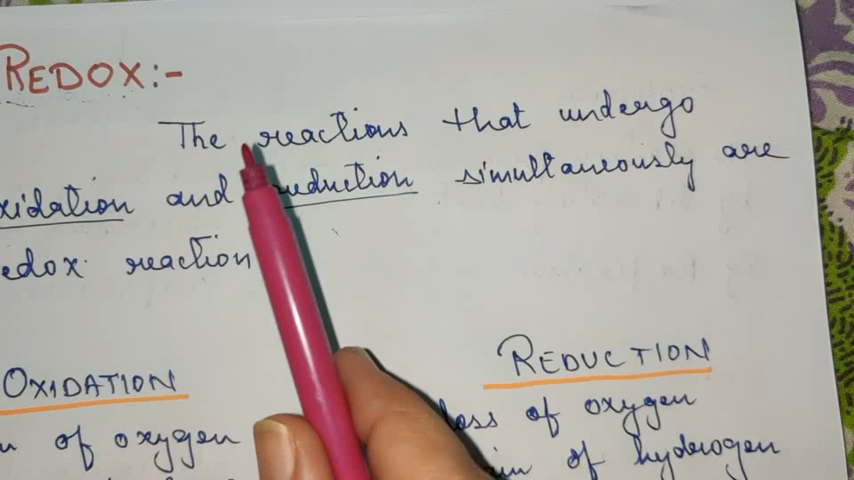 REDOX:-
The reactions that undergo
xidation and reduction simultaneously are
edox reaction
OXIDATION
REDUCTION
n of oxygen
loss of oxygen
in of hydrogen